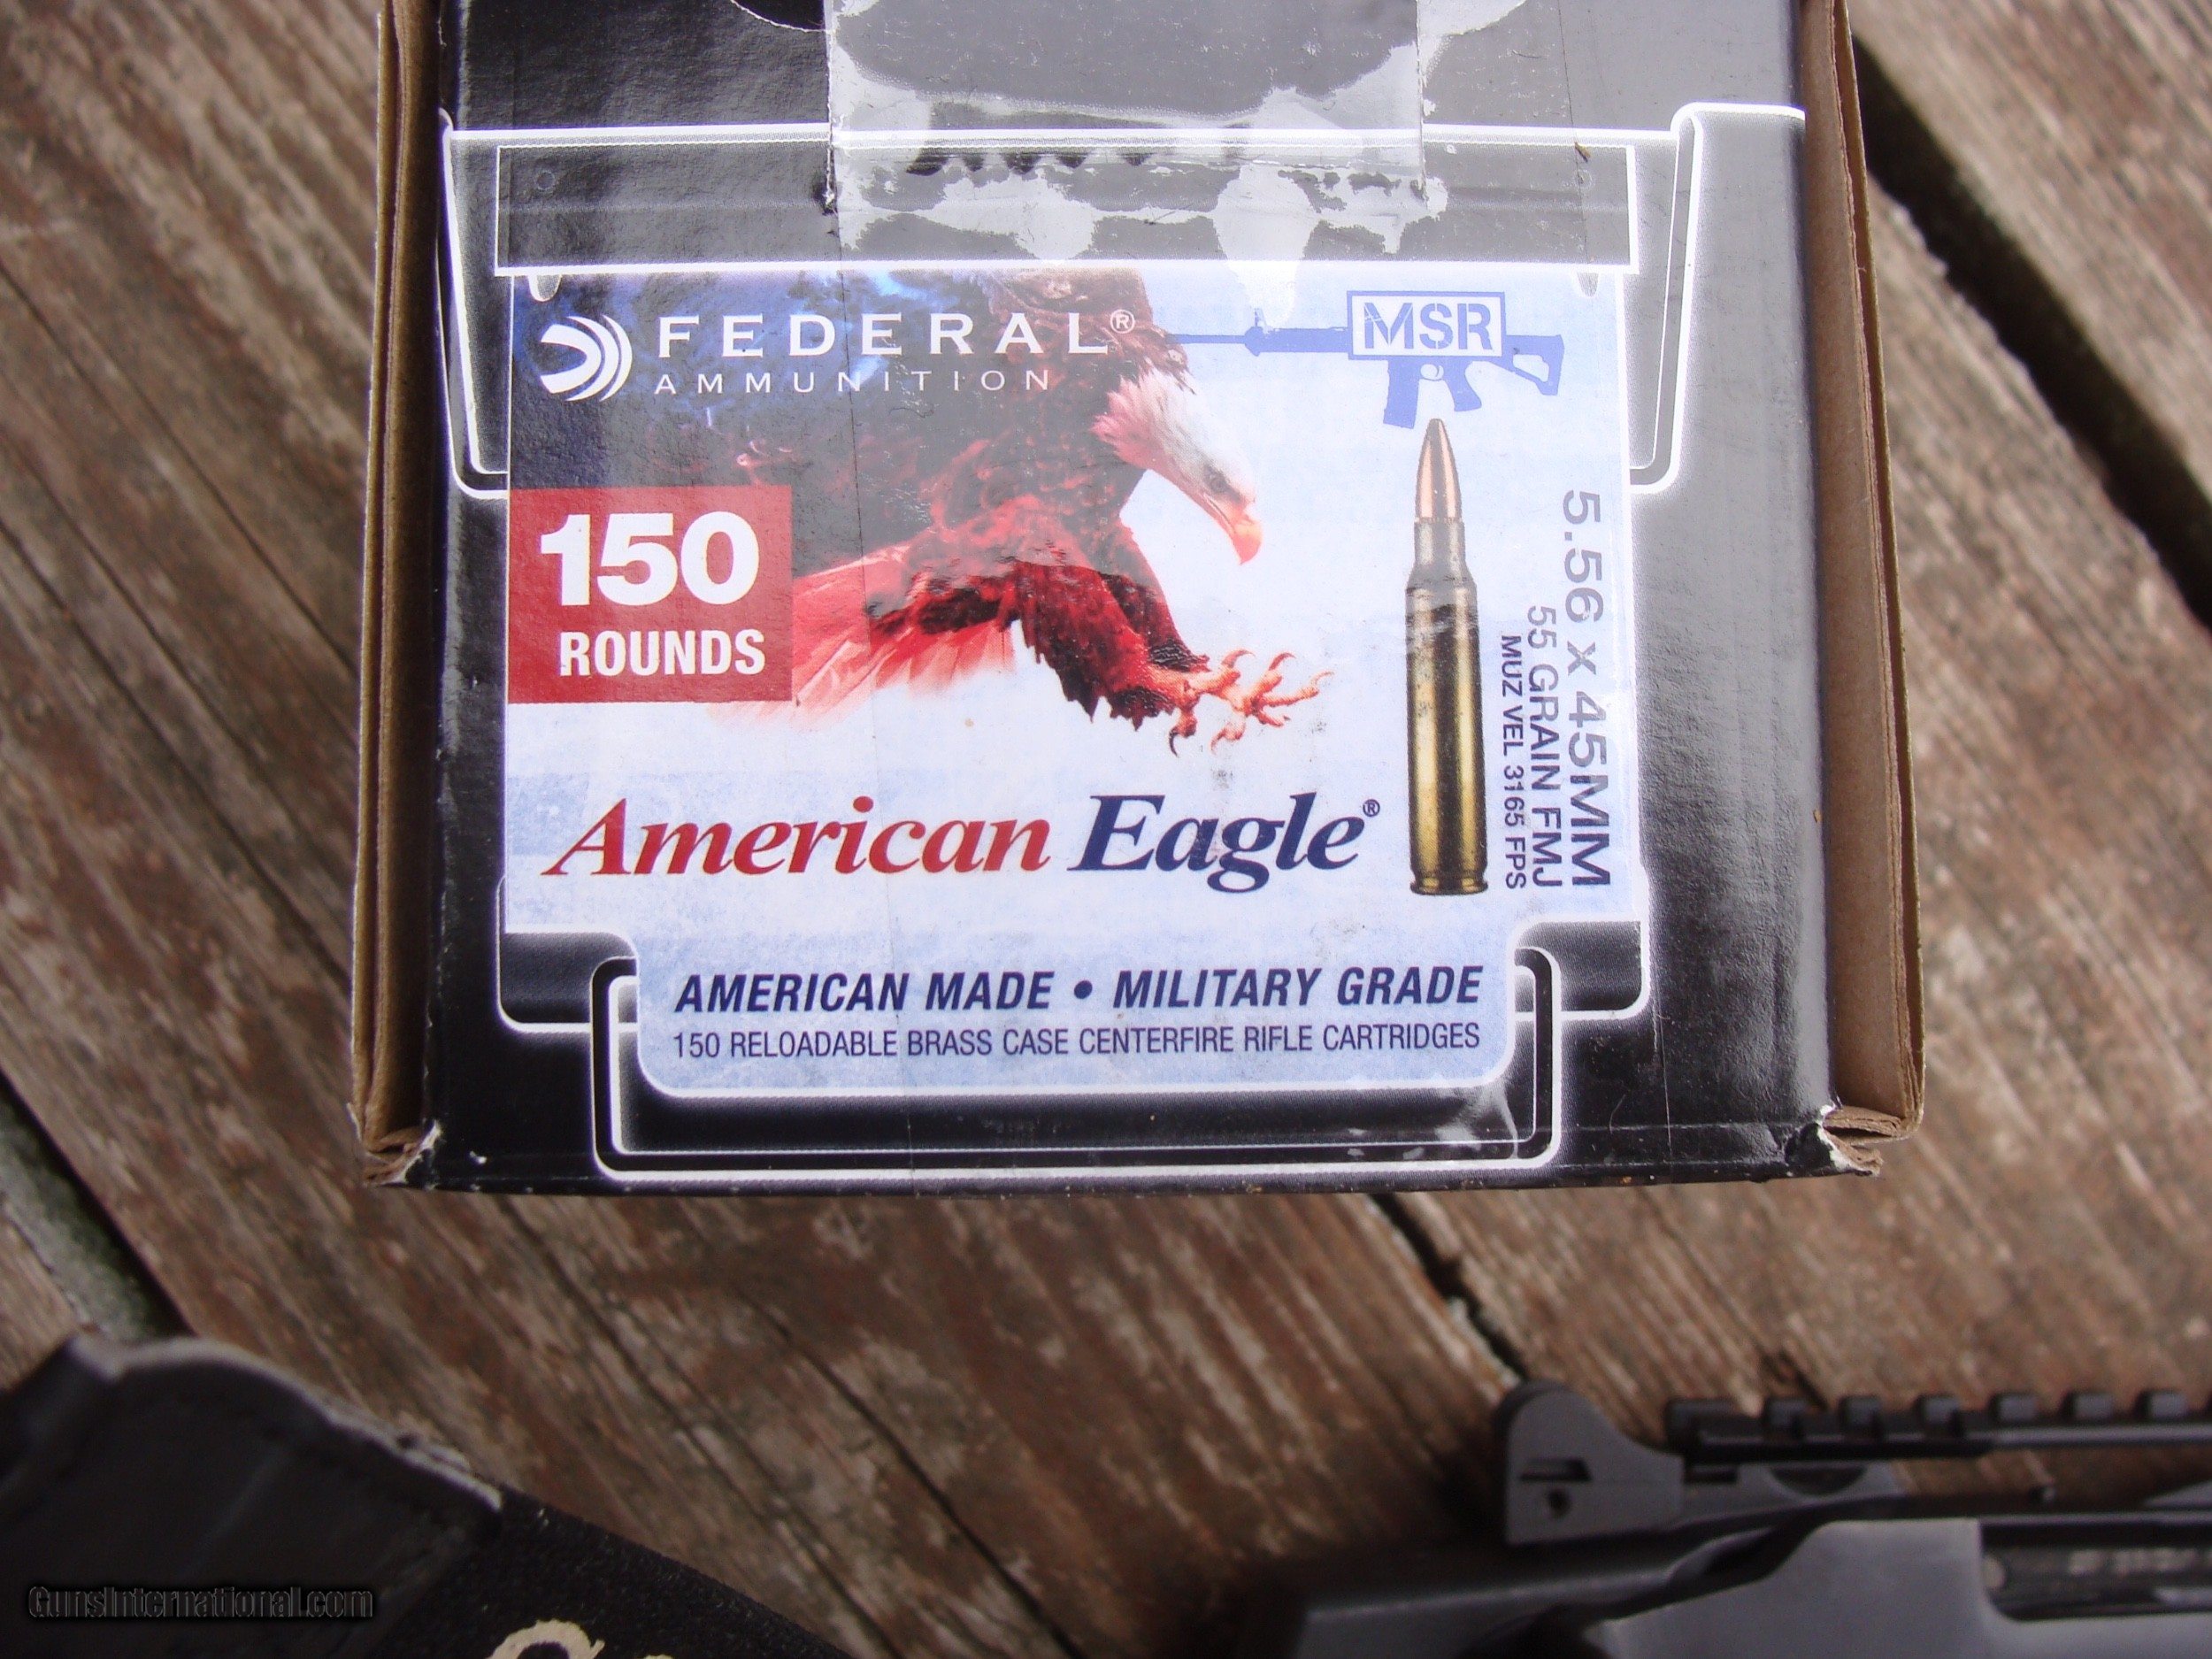 FEDERAL®
AMMUNITION
MSR
150
ROUNDS
5.56 x 45MM
55 GRAIN FMJ
MUZ VEL 3165 FPS
American Eagle®
AMERICAN MADE • MILITARY GRADE
150 RELOADABLE BRASS CASE CENTERFIRE RIFLE CARTRIDGES
GunsInternational.com